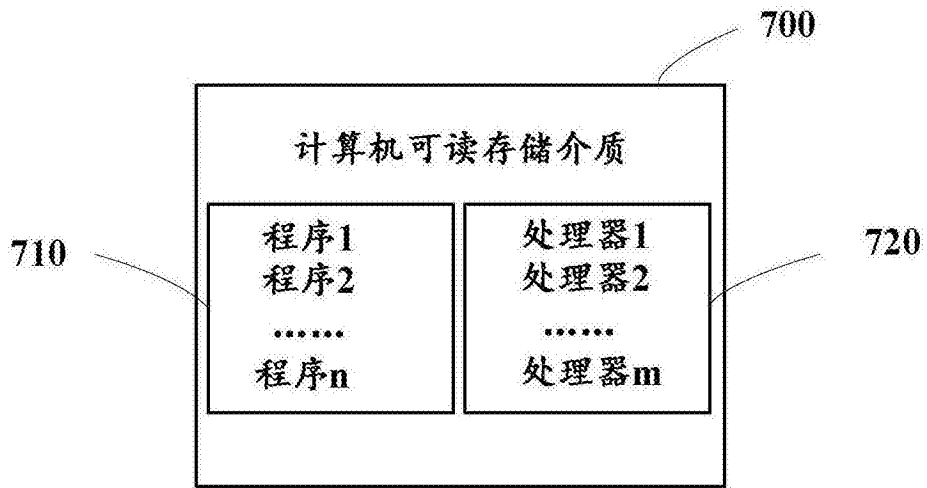 700
计算机可读存储介质
710
程序1
程序2
……
程序n
处理器1
处理器2
……
处理器m
720